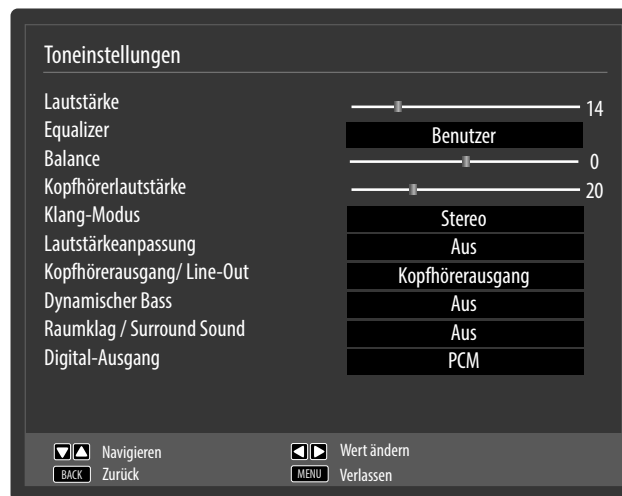 Toneinstellungen
Lautstärke 14
Equalizer Benutzer
Balance 0
Kopfhörerlautstärke 20
Klang-Modus Stereo
Lautstärkeanpassung Aus
Kopfhörerausgang/ Line-Out Kopfhörerausgang
Dynamischer Bass Aus
Raumklag / Surround Sound Aus
Digital-Ausgang PCM
Navigieren Wert ändern
BACK Zurück MENU Verlassen